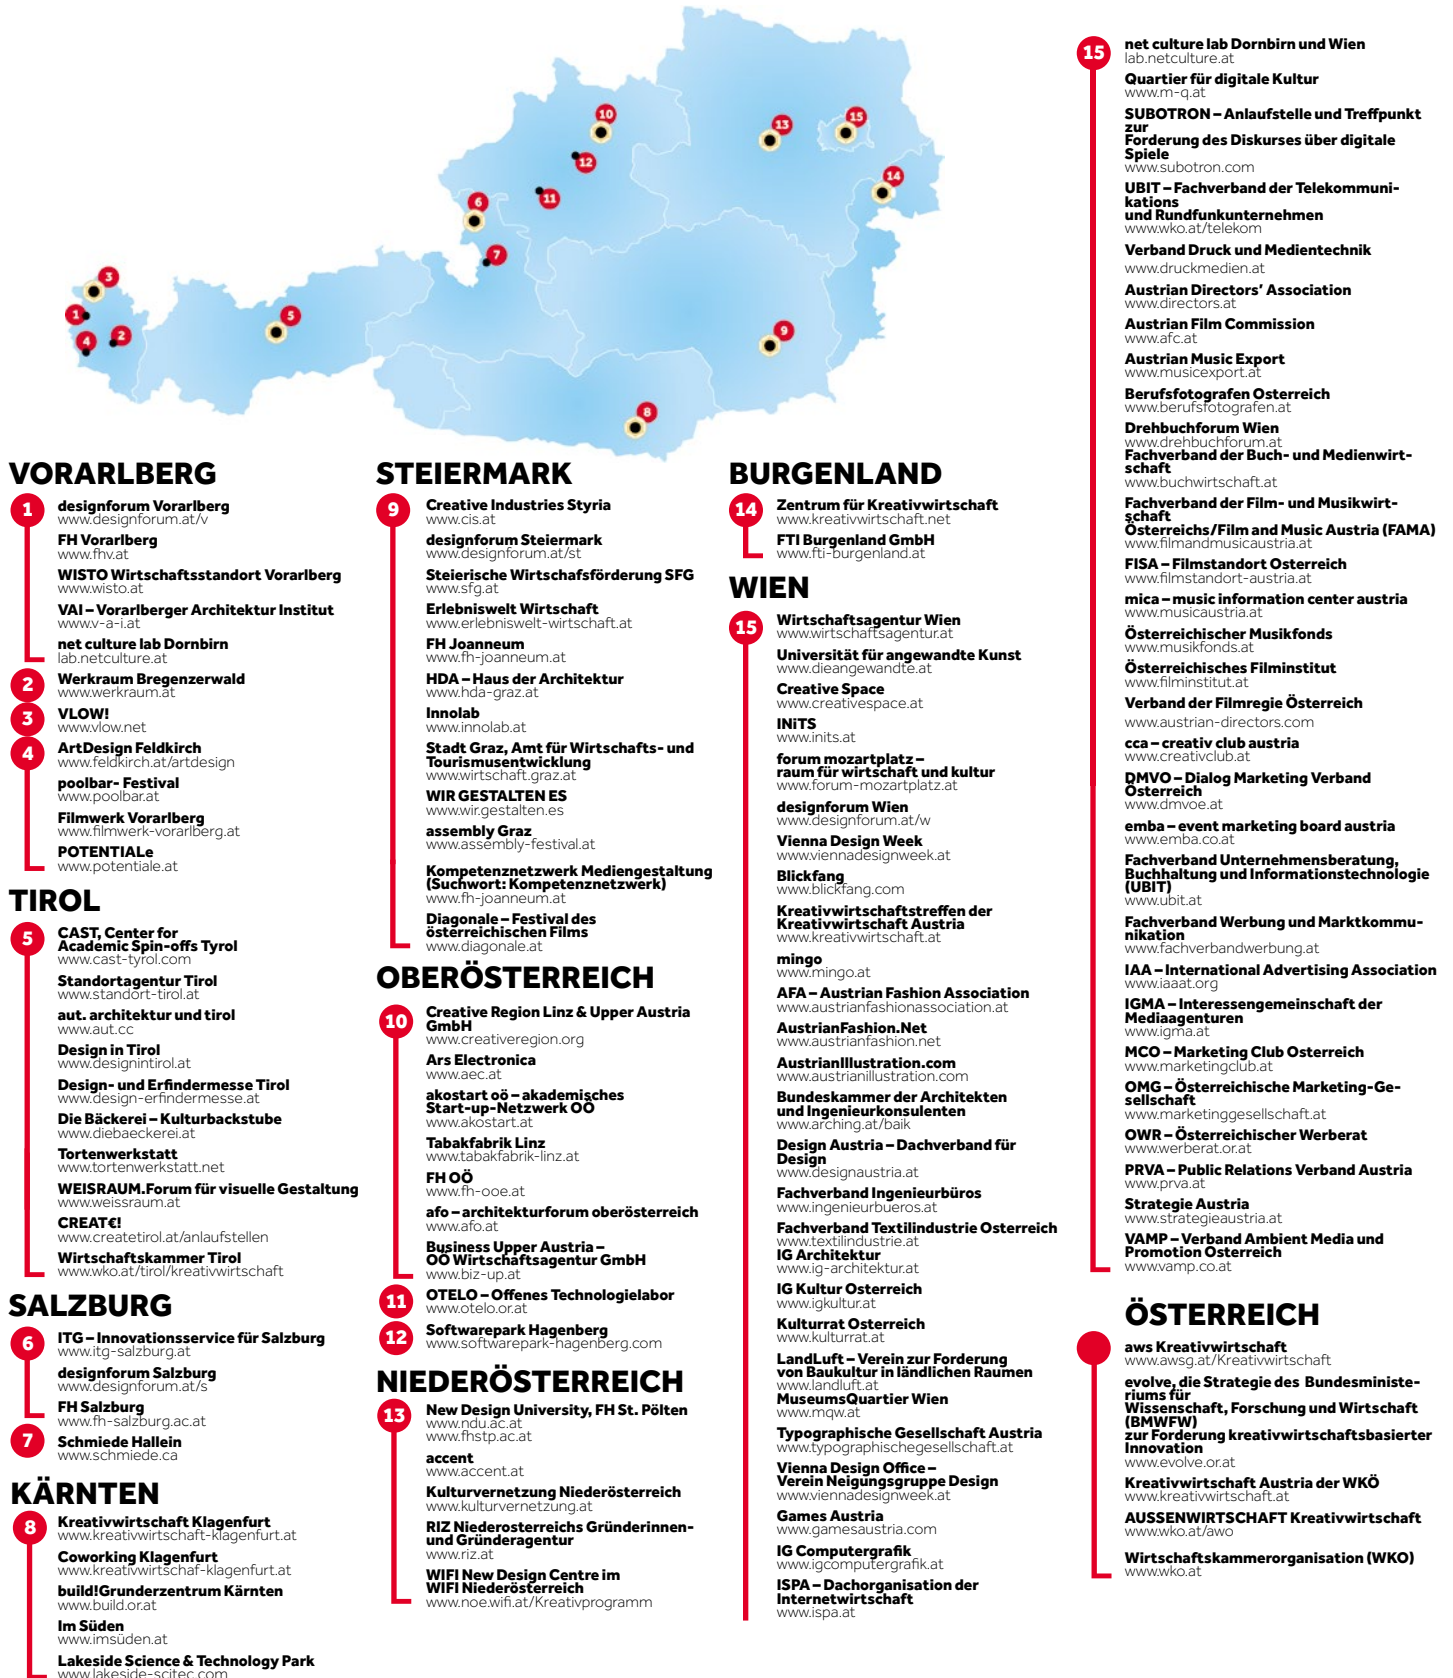 10
15
13
12
14
11
6
7
3
1
2
4
5
9
8
VORARLBERG
1
designforum Vorarlberg
www.designforum.at/v
FH Vorarlberg
www.fhv.at
WISTO Wirtschaftsstandort Vorarlberg
www.wisto.at
VAI – Vorarlberger Architektur Institut
www.v-a-i.at
net culture lab Dornbirn
lab.netculture.at
2
Werkraum Bregenzerwald
www.werkraum.at
3
VLOW!
www.vlow.net
4
ArtDesign Feldkirch
www.feldkirch.at/artdesign
poolbar- Festival
www.poolbar.at
Filmwerk Vorarlberg
www.filmwerk-vorarlberg.at
POTENTIALe
www.potentiale.at
TIROL
5
CAST, Center for
Academic Spin-offs Tyrol
www.cast-tyrol.com
Standortagentur Tirol
www.standort-tirol.at
aut. architektur und tirol
www.aut.cc
Design in Tirol
www.designintirol.at
Design- und Erfindermesse Tirol
www.design-erfindermesse.at
Die Bäckerei – Kulturbackstube
www.diebaeckerei.at
Tortenwerkstatt
www.tortenwerkstatt.net
WEISRAUM.Forum für visuelle Gestaltung
www.weissraum.at
CREAT€!
www.createtirol.at/anlaufstellen
Wirtschaftskammer Tirol
www.wko.at/tirol/kreativwirtschaft
SALZBURG
6
ITG – Innovationsservice für Salzburg
www.itg-salzburg.at
designforum Salzburg
www.designforum.at/s
FH Salzburg
www.fh-salzburg.ac.at
7
Schmiede Hallein
www.schmiede.ca
KÄRNTEN
8
Kreativwirtschaft Klagenfurt
www.kreativwirtschaft-klagenfurt.at
Coworking Klagenfurt
www.kreativwirtschaf-klagenfurt.at
build!Grunderzentrum Kärnten
www.build.or.at
Im Süden
www.imsüden.at
Lakeside Science & Technology Park
www.lakeside-scitec.com
STEIERMARK
9
Creative Industries Styria
www.cis.at
designforum Steiermark
www.designforum.at/st
Steierische Wirtschafsförderung SFG
www.sfg.at
Erlebniswelt Wirtschaft
www.erlebniswelt-wirtschaft.at
FH Joanneum
www.fh-joanneum.at
HDA – Haus der Architektur
www.hda-graz.at
Innolab
www.innolab.at
Stadt Graz, Amt für Wirtschafts- und
Tourismusentwicklung
www.wirtschaft.graz.at
WIR GESTALTEN ES
www.wir.gestalten.es
assembly Graz
www.assembly-festival.at
Kompetenznetzwerk Mediengestaltung
(Suchwort: Kompetenznetzwerk)
www.fh-joanneum.at
Diagonale – Festival des
österreichischen Films
www.diagonale.at
OBERÖSTERREICH
10
Creative Region Linz & Upper Austria
GmbH
www.creativeregion.org
Ars Electronica
www.aec.at
akostart oö – akademisches
Start-up-Netzwerk OÖ
www.akostart.at
Tabakfabrik Linz
www.tabakfabrik-linz.at
FH OÖ
www.fh-ooe.at
afo – architekturforum oberösterreich
www.afo.at
Business Upper Austria –
OÖ Wirtschaftsagentur GmbH
www.biz-up.at
11
OTELO – Offenes Technologielabor
www.otelo.or.at
12
Softwarepark Hagenberg
www.softwarepark-hagenberg.com
NIEDERÖSTERREICH
13
New Design University, FH St. Pölten
www.ndu.ac.at
www.fhstp.ac.at
accent
www.accent.at
Kulturvernetzung Niederösterreich
www.kulturvernetzung.at
RIZ Niederosterreichs Gründerinnen-
und Gründeragentur
www.riz.at
WIFI New Design Centre im
WIFI Niederösterreich
www.noe.wifi.at/Kreativprogramm
BURGENLAND
14
Zentrum für Kreativwirtschaft
www.kreativwirtschaft.net
FTI Burgenland GmbH
www.fti-burgenland.at
WIEN
15
Wirtschaftsagentur Wien
www.wirtschaftsagentur.at
Universität für angewandte Kunst
www.dieangewandte.at
Creative Space
www.creativespace.at
INiTS
www.inits.at
forum mozartplatz –
raum für wirtschaft und kultur
www.forum-mozartplatz.at
designforum Wien
www.designforum.at/w
Vienna Design Week
www.viennadesignweek.at
Blickfang
www.blickfang.com
Kreativwirtschaftstreffen der
Kreativwirtschaft Austria
www.kreativwirtschaft.at
mingo
www.mingo.at
AFA – Austrian Fashion Association
www.austrianfashionassociation.at
AustrianFashion.Net
www.austrianfashion.net
AustrianIllustration.com
www.austrianillustration.com
Bundeskammer der Architekten
und Ingenieurkonsulenten
www.arching.at/baik
Design Austria – Dachverband für
Design
www.designaustria.at
Fachverband Ingenieurbüros
www.ingenieurbueros.at
Fachverband Textilindustrie Osterreich
www.textilindustrie.at
IG Architektur
www.ig-architektur.at
IG Kultur Osterreich
www.igkultur.at
Kulturrat Osterreich
www.kulturrat.at
LandLuft – Verein zur Forderung
von Baukultur in ländlichen Raumen
www.landluft.at
MuseumsQuartier Wien
www.mqw.at
Typographische Gesellschaft Austria
www.typographischegesellschaft.at
Vienna Design Office –
Verein Neigungsgruppe Design
www.viennadesignweek.at
Games Austria
www.gamesaustria.com
IG Computergrafik
www.igcomputergrafik.at
ISPA – Dachorganisation der
Internetwirtschaft
www.ispa.at
15
net culture lab Dornbirn und Wien
lab.netculture.at
Quartier für digitale Kultur
www.m-q.at
SUBOTRON – Anlaufstelle und Treffpunkt
zur
Forderung des Diskurses über digitale
Spiele
www.subotron.com
UBIT – Fachverband der Telekommuni-
kations
und Rundfunkunternehmen
www.wko.at/telekom
Verband Druck und Medientechnik
www.druckmedien.at
Austrian Directors’ Association
www.directors.at
Austrian Film Commission
www.afc.at
Austrian Music Export
www.musicexport.at
Berufsfotografen Osterreich
www.berufsfotografen.at
Drehbuchforum Wien
www.drehbuchforum.at
Fachverband der Buch- und Medienwirt-
schaft
www.buchwirtschaft.at
Fachverband der Film- und Musikwirt-
schaft
Österreichs/Film and Music Austria (FAMA)
www.filmandmusicaustria.at
FISA – Filmstandort Osterreich
www.filmstandort-austria.at
mica – music information center austria
www.musicaustria.at
Österreichischer Musikfonds
www.musikfonds.at
Österreichisches Filminstitut
www.filminstitut.at
Verband der Filmregie Österreich
www.austrian-directors.com
cca – creativ club austria
www.creativclub.at
DMVO – Dialog Marketing Verband
Österreich
www.dmvoe.at
emba – event marketing board austria
www.emba.co.at
Fachverband Unternehmensberatung,
Buchhaltung und Informationstechnologie
(UBIT)
www.ubit.at
Fachverband Werbung und Marktkommu-
nikation
www.fachverbandwerbung.at
IAA – International Advertising Association
www.iaaat.org
IGMA – Interessengemeinschaft der
Mediaagenturen
www.igma.at
MCO – Marketing Club Osterreich
www.marketingclub.at
OMG – Österreichische Marketing-Ge-
sellschaft
www.marketinggesellschaft.at
OWR – Österreichischer Werberat
www.werberat.or.at
PRVA – Public Relations Verband Austria
www.prva.at
Strategie Austria
www.strategieaustria.at
VAMP – Verband Ambient Media und
Promotion Osterreich
www.vamp.co.at
ÖSTERREICH
aws Kreativwirtschaft
www.awsg.at/Kreativwirtschaft
evolve, die Strategie des Bundesministe-
riums für
Wissenschaft, Forschung und Wirtschaft
(BMWFW)
zur Forderung kreativwirtschaftsbasierter
Innovation
www.evolve.or.at
Kreativwirtschaft Austria der WKÖ
www.kreativwirtschaft.at
AUSSENWIRTSCHAFT Kreativwirtschaft
www.wko.at/awo
Wirtschaftskammerorganisation (WKO)
www.wko.at